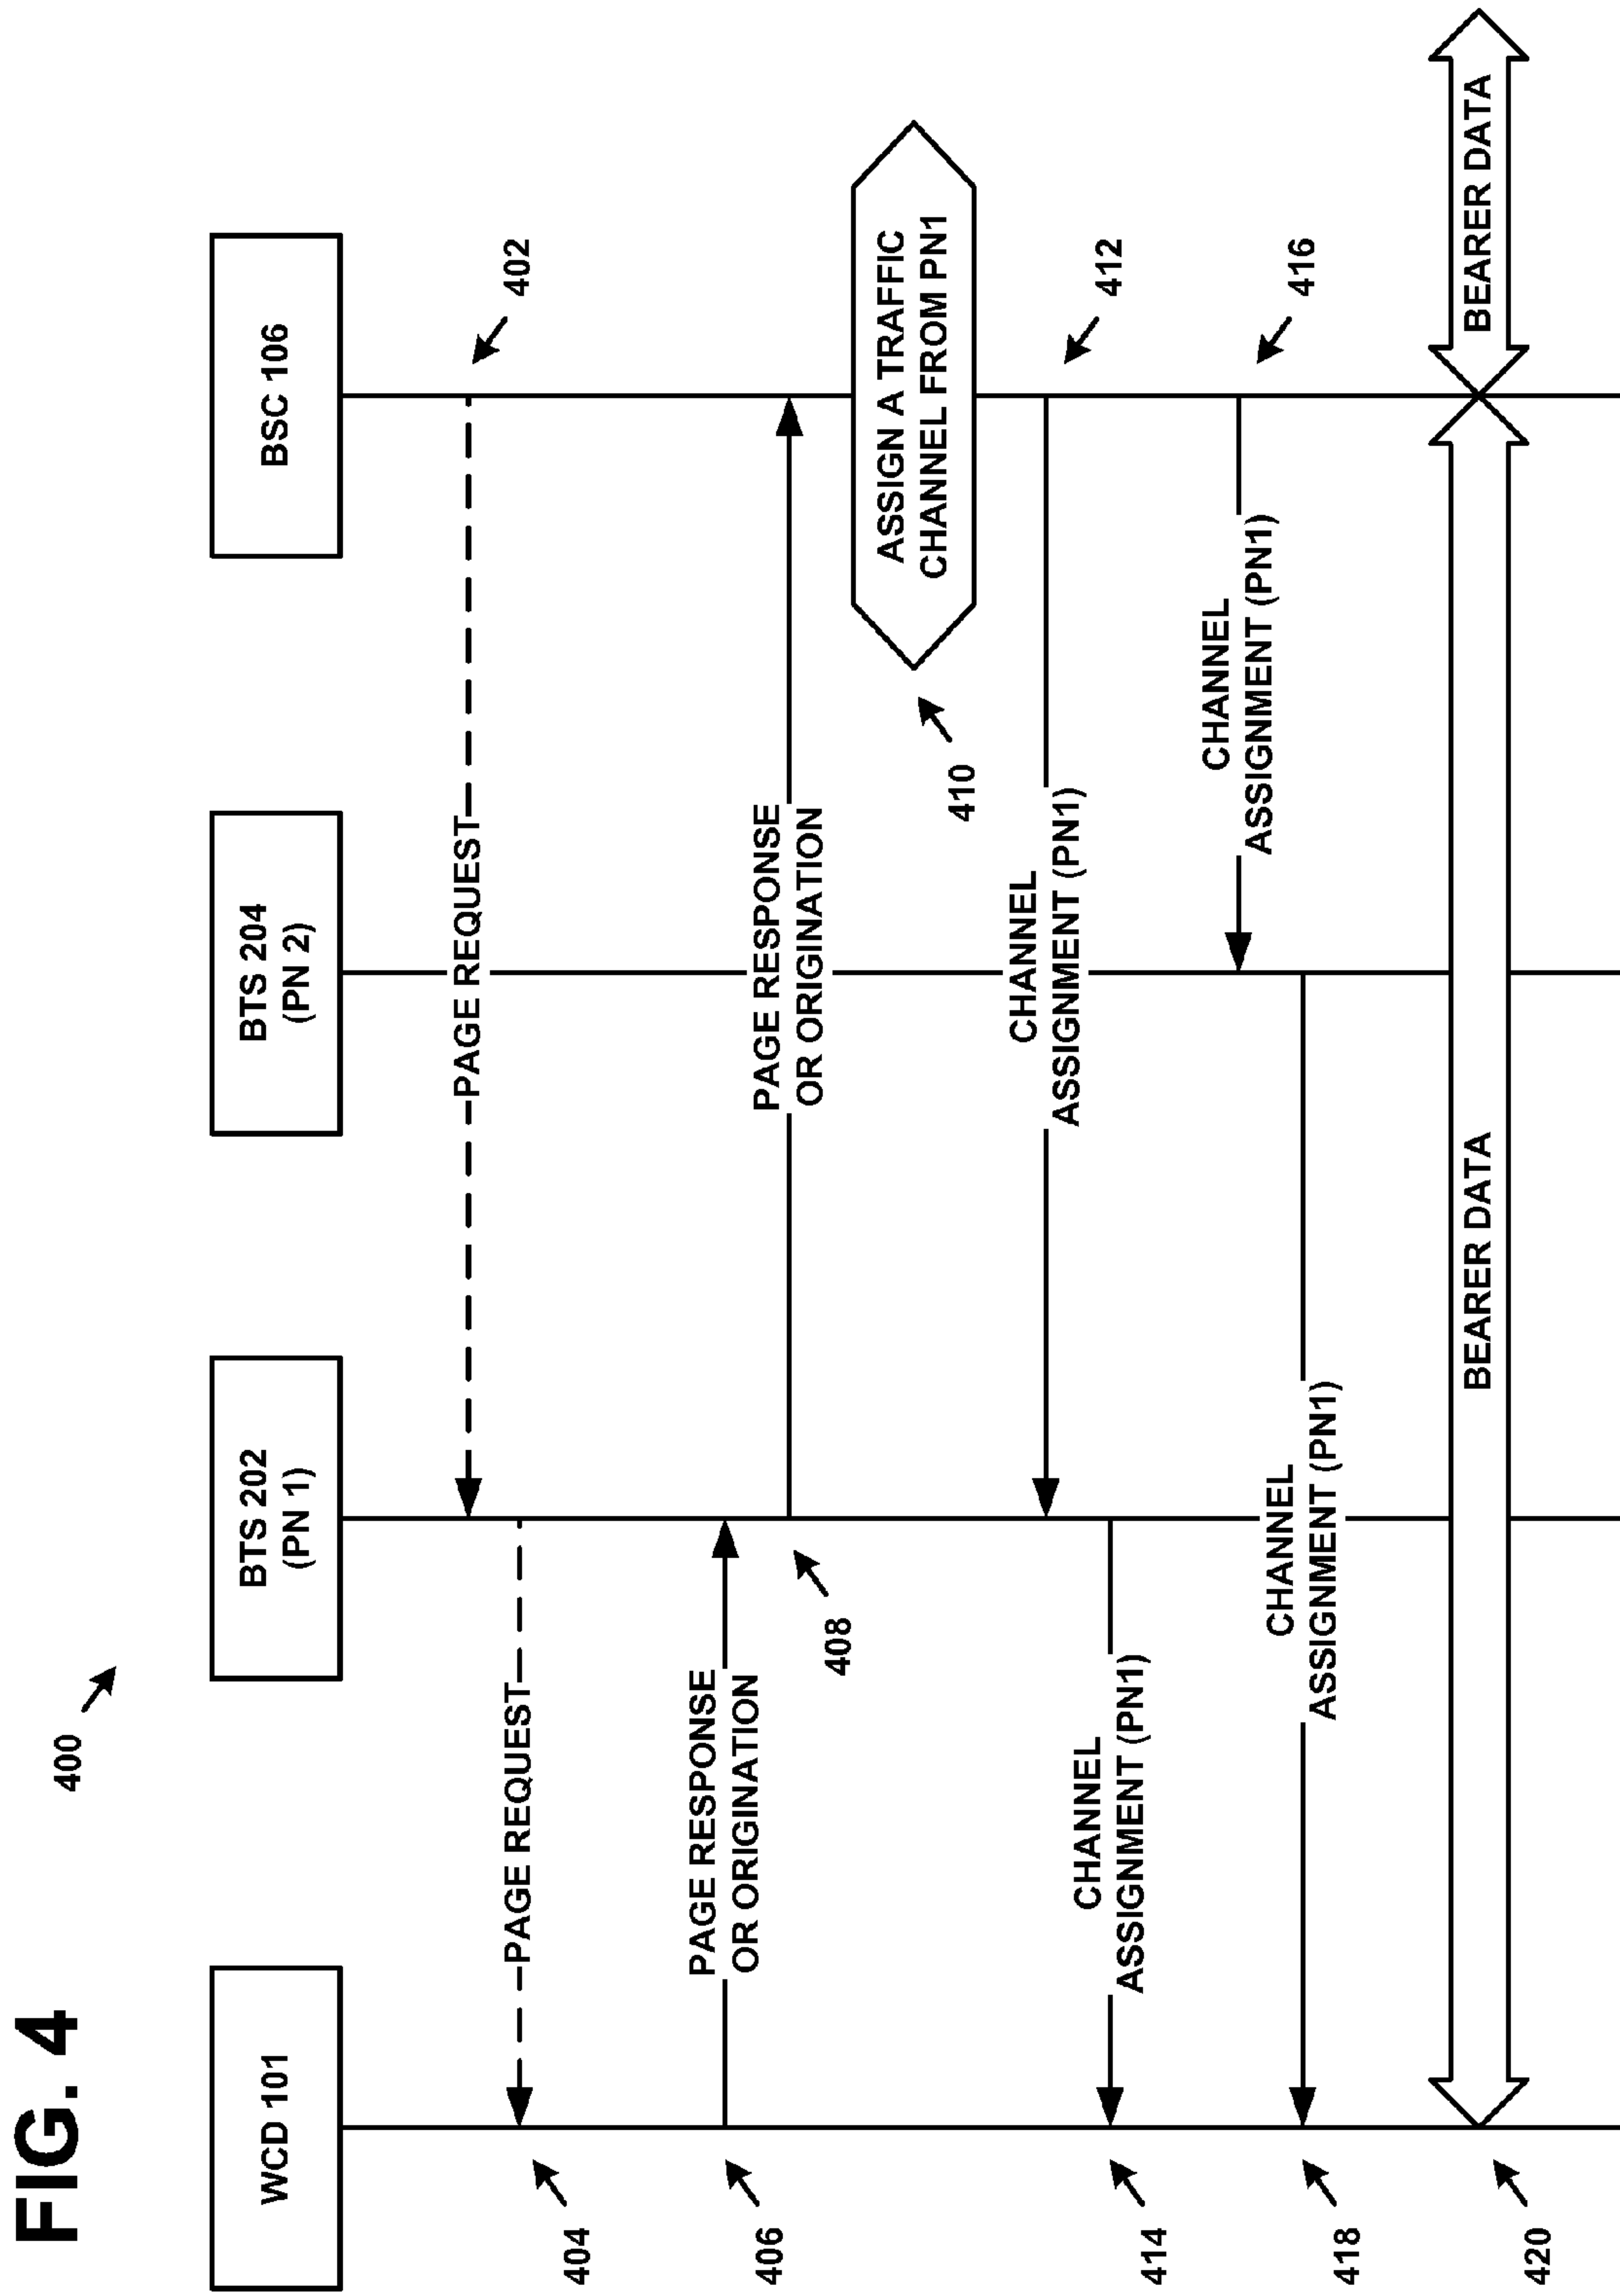 FIG. 4
400
WCD 101
BTS 202
(PN 1)
BTS 204
(PN 2)
BSC 106
PAGE REQUEST
402
PAGE REQUEST
404
PAGE RESPONSE
OR ORIGINATION
406
PAGE RESPONSE
OR ORIGINATION
408
ASSIGN A TRAFFIC
CHANNEL FROM PN1
410
CHANNEL
ASSIGNMENT (PN1)
412
CHANNEL
ASSIGNMENT (PN1)
414
CHANNEL
ASSIGNMENT (PN1)
416
CHANNEL
ASSIGNMENT (PN1)
418
BEARER DATA
BEARER DATA
420